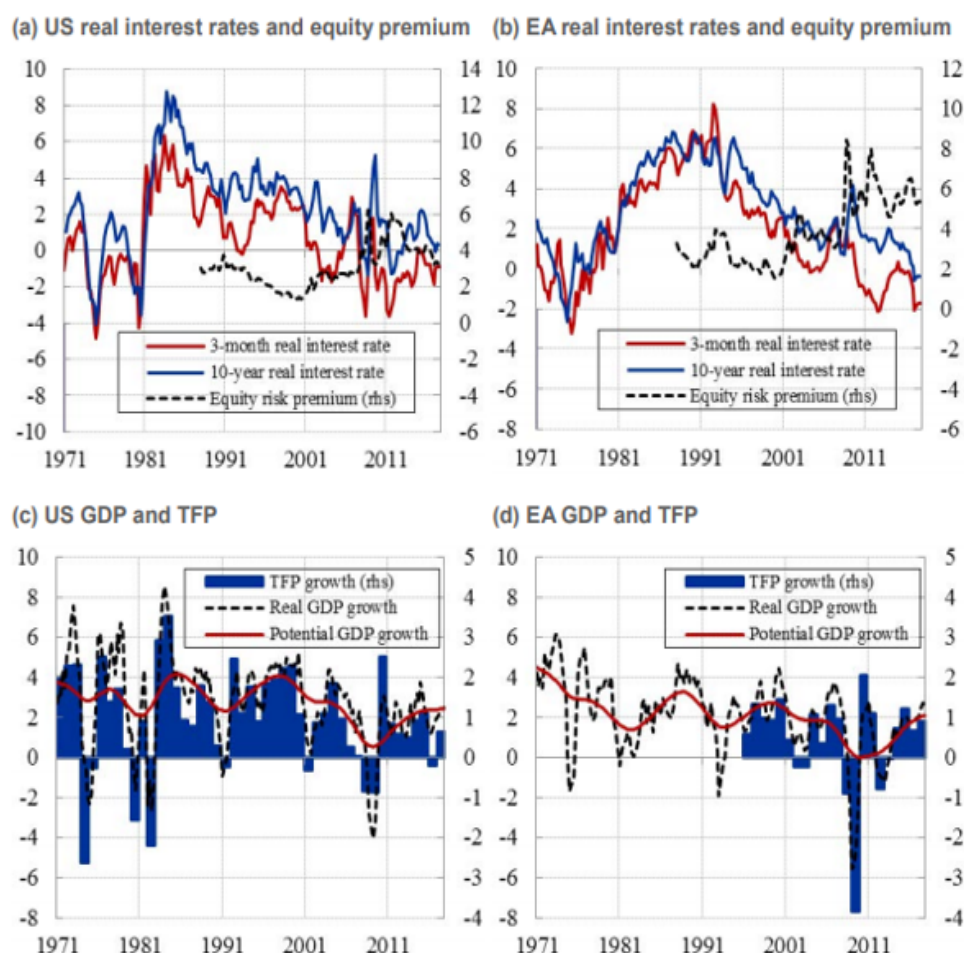 (a) US real interest rates and equity premium
10 14
8 12
6 10
4 8
2 6
0 4
-2 2
-4 0
-6 -2
-8 -4
-10 -6
3-month real interest rate
10-year real interest rate
Equity risk premium (rhs)
1971 1981 1991 2001 2011
(b) EA real interest rates and equity premium
10 12
8 10
6 8
4 6
2 4
0 2
-2 0
-4 -2
-6 -4
-8 -6
3-month real interest rate
10-year real interest rate
Equity risk premium (rhs)
1971 1981 1991 2001 2011
(c) US GDP and TFP
10 5
8 4
6 3
4 2
2 1
0 0
-2 -1
-4 -2
-6 -3
-8 -4
TFP growth (rhs)
Real GDP growth
Potential GDP growth
1971 1981 1991 2001 2011
(d) EA GDP and TFP
10 5
8 4
6 3
4 2
2 1
0 0
-2 -1
-4 -2
-6 -3
-8 -4
TFP growth (rhs)
Real GDP growth
Potential GDP growth
1971 1981 1991 2001 2011